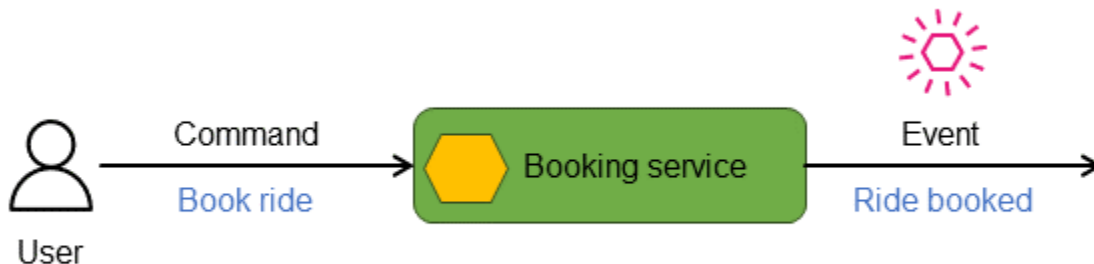 Command
Book ride
User
Booking service
Event
Ride booked